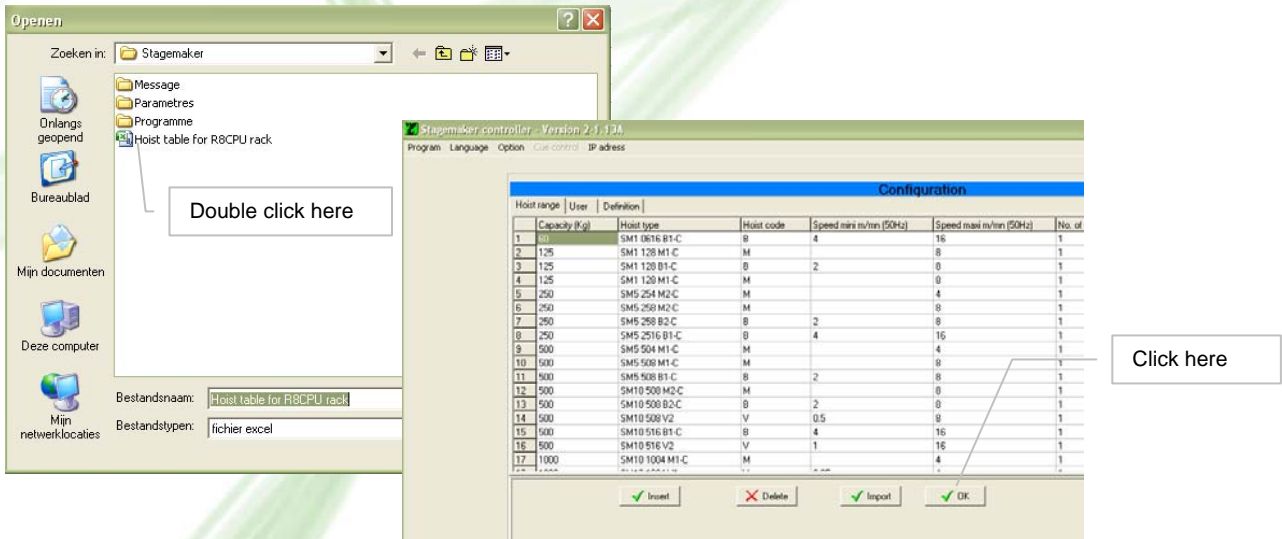 Openen
Zoeken in: Stagemaker
Message
Parametres
Programme
Hoist table for R8CPU rack
Onlangs geopend
Bureaublad
Mijn documenten
Deze computer
Mijn netwerklocaties
Bestandsnaam: Hoist table for R8CPU rack
Bestandstypen: fichier excel
Double click here
Stagemaker controller - Version 2-1.13A
Program Language Option Cue control IP adress
Configuration
Hoist range User Definition
Capacity (Kg) Hoist type Hoist code Speed mini m/mn (50Hz) Speed maxi m/mn (50Hz) No. of
1 60 SM1 0616 B1-C B 4 16 1
2 125 SM1 128 M1-C M 8 1
3 125 SM1 128 B1-C B 2 8 1
4 125 SM1 128 M1-C M 8 1
5 250 SM5 254 M2-C M 4 1
6 250 SM5 258 M2-C M 8 1
7 250 SM5 258 B2-C B 2 8 1
8 250 SM5 2516 B1-C B 4 16 1
9 500 SM5 504 M1-C M 4 1
10 500 SM5 508 M1-C M 8 1
11 500 SM5 508 B1-C B 2 8 1
12 500 SM10 508 M2-C M 8 1
13 500 SM10 508 B2-C B 2 8 1
14 500 SM10 508 V2 V 0.5 8 1
15 500 SM10 516 B1-C B 4 16 1
16 500 SM10 516 V2 V 1 16 1
17 1000 SM10 1004 M1-C M 4 1
Insert Delete Import OK
Click here